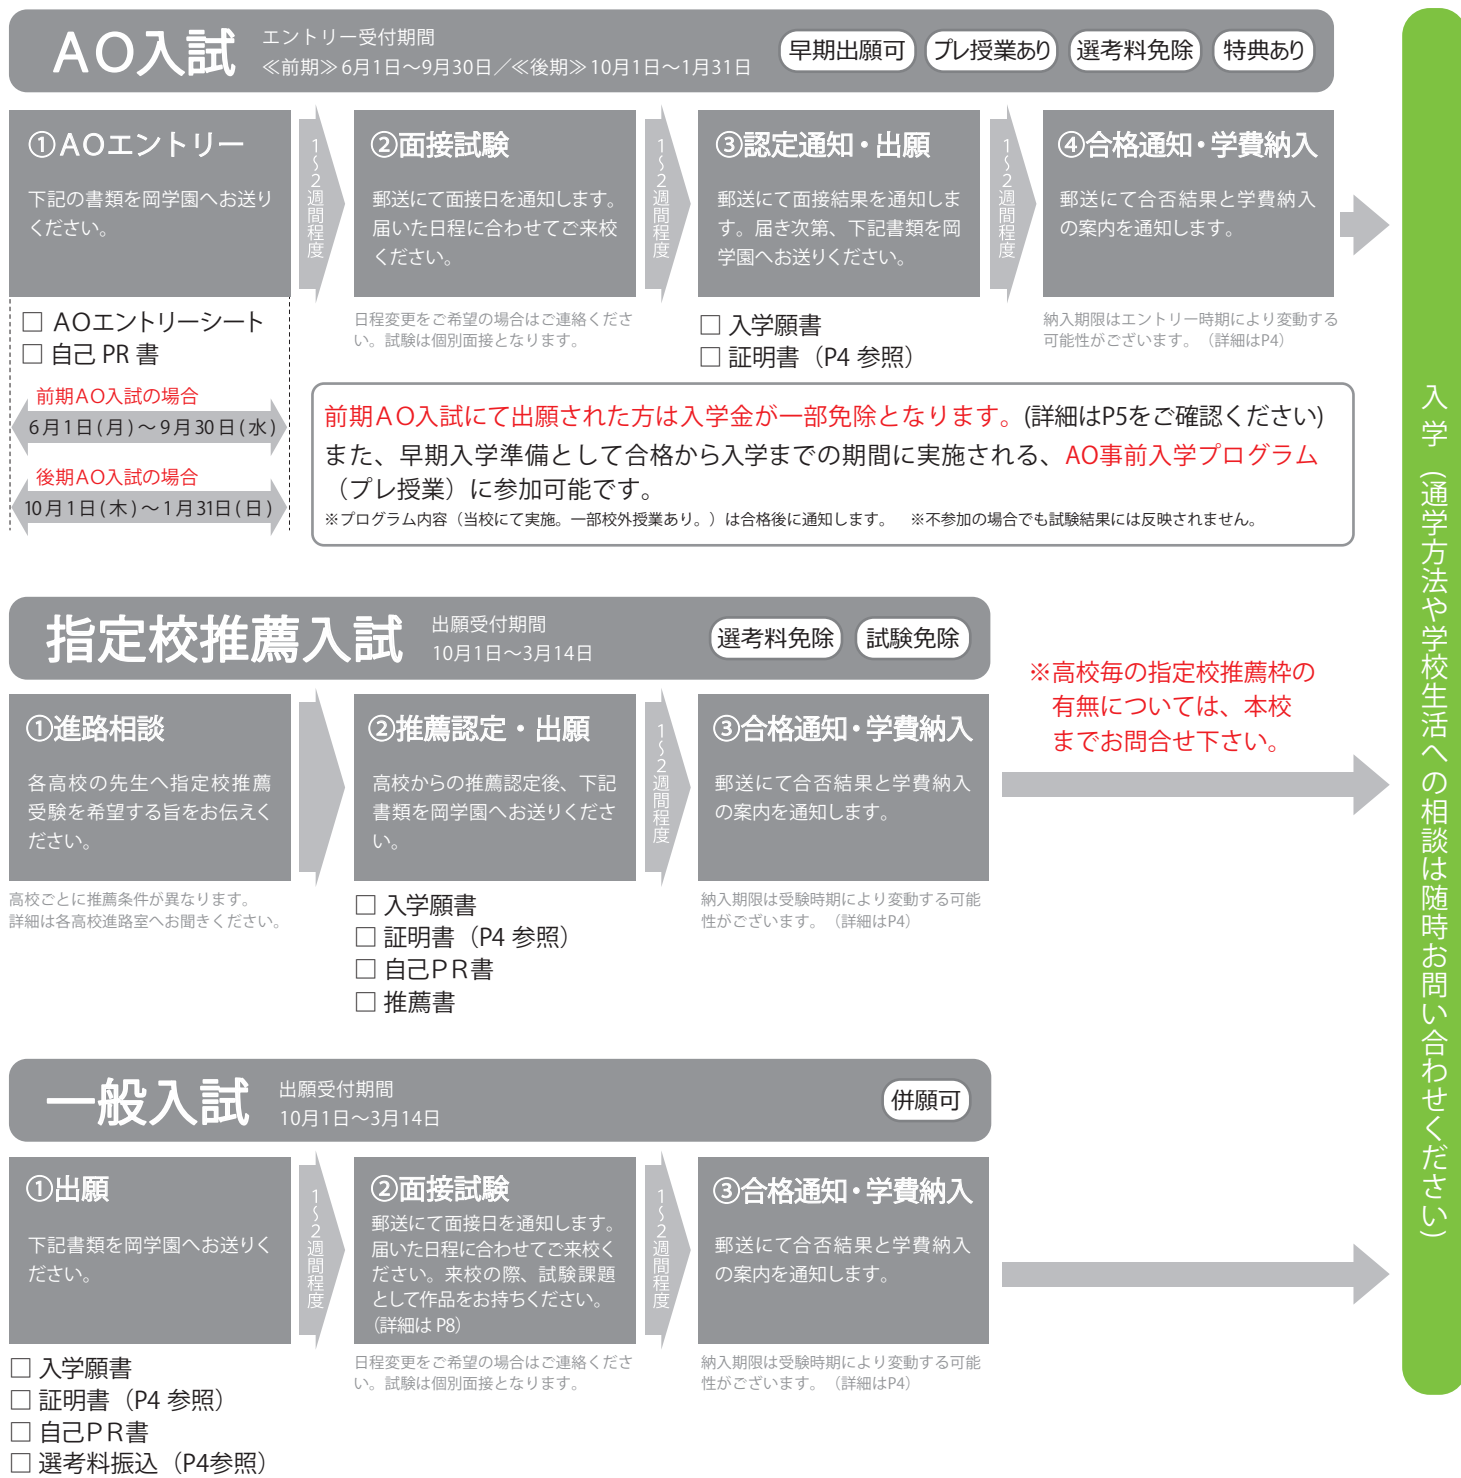 AO入試
エントリー受付期間
≪前期≫6月1日～9月30日／≪後期≫10月1日～1月31日
早期出願可
プレ授業あり
選考料免除
特典あり
①AOエントリー
下記の書類を岡学園へお送り
ください。
1～2週間程度
②面接試験
郵送にて面接日を通知します。
届いた日程に合わせてご来校
ください。
1～2週間程度
③認定通知・出願
郵送にて面接結果を通知しま
す。届き次第、下記書類を岡
学園へお送りください。
1～2週間程度
④合格通知・学費納入
郵送にて合否結果と学費納入
の案内を通知します。
□ AOエントリーシート
□ 自己 PR 書
日程変更をご希望の場合はご連絡くださ
い。試験は個別面接となります。
□ 入学願書
□ 証明書（P4 参照）
納入期限はエントリー時期により変動する
可能性がございます。（詳細はP4）
前期AO入試の場合
6月1日(月)～9月30日(水)
後期AO入試の場合
10月1日(木)～1月31日(日)
前期AO入試にて出願された方は入学金が一部免除となります。(詳細はP5をご確認ください)
また、早期入学準備として合格から入学までの期間に実施される、AO事前入学プログラム
（プレ授業）に参加可能です。
※プログラム内容（当校にて実施。一部校外授業あり。）は合格後に通知します。　※不参加の場合でも試験結果には反映されません。
指定校推薦入試
出願受付期間
10月1日～3月14日
選考料免除
試験免除
①進路相談
各高校の先生へ指定校推薦
受験を希望する旨をお伝えく
ださい。
②推薦認定・出願
高校からの推薦認定後、下記
書類を岡学園へお送りくださ
い。
1～2週間程度
③合格通知・学費納入
郵送にて合否結果と学費納入
の案内を通知します。
※高校毎の指定校推薦枠の
有無については、本校
までお問合せ下さい。
高校ごとに推薦条件が異なります。
詳細は各高校進路室へお聞きください。
□ 入学願書
□ 証明書（P4 参照）
□ 自己PR書
□ 推薦書
納入期限は受験時期により変動する可能
性がございます。（詳細はP4）
一般入試
出願受付期間
10月1日～3月14日
併願可
①出願
下記書類を岡学園へお送りく
ださい。
1～2週間程度
②面接試験
郵送にて面接日を通知します。
届いた日程に合わせてご来校く
ださい。来校の際、試験課題
として作品をお持ちください。
（詳細は P8）
1～2週間程度
③合格通知・学費納入
郵送にて合否結果と学費納入
の案内を通知します。
□ 入学願書
□ 証明書（P4 参照）
□ 自己PR書
□ 選考料振込（P4参照）
日程変更をご希望の場合はご連絡くださ
い。試験は個別面接となります。
納入期限は受験時期により変動する可能
性がございます。（詳細はP4）
入学（通学方法や学校生活への相談は随時お問い合わせください）